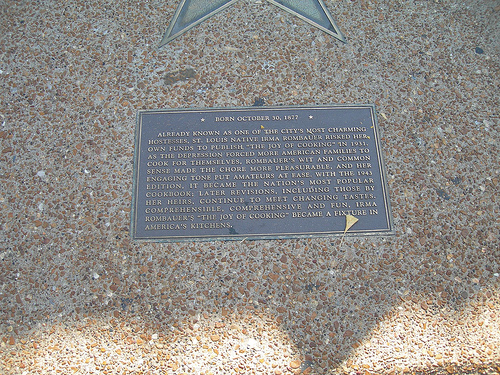 BORN OCTOBER 30, 1877
ALREADY KNOWN AS ONE OF THE CITY'S MOST CHARMING
HOSTESSES, ST. LOUIS NATIVE IRMA ROMBAUER RISKED HER
OWN FUNDS TO PUBLISH "THE JOY OF COOKING" IN 1931.
AS THE DEPRESSION FORCED MORE AMERICAN FAMILIES TO
COOK FOR THEMSELVES, ROMBAUER'S WIT AND COMMON
SENSE MADE THE CHORE MORE PLEASURABLE, AND HER
ENGAGING TONE PUT AMATEURS AT EASE. WITH THE 1943
EDITION, IT BECAME THE NATION'S MOST POPULAR
COOKBOOK; LATER REVISIONS, INCLUDING THOSE BY
HER HEIRS, CONTINUE TO MEET CHANGING TASTES.
COMPREHENSIBLE, COMPREHENSIVE AND FUN, IRMA
ROMBAUER'S "THE JOY OF COOKING" BECAME A FIXTURE IN
AMERICA'S KITCHENS.